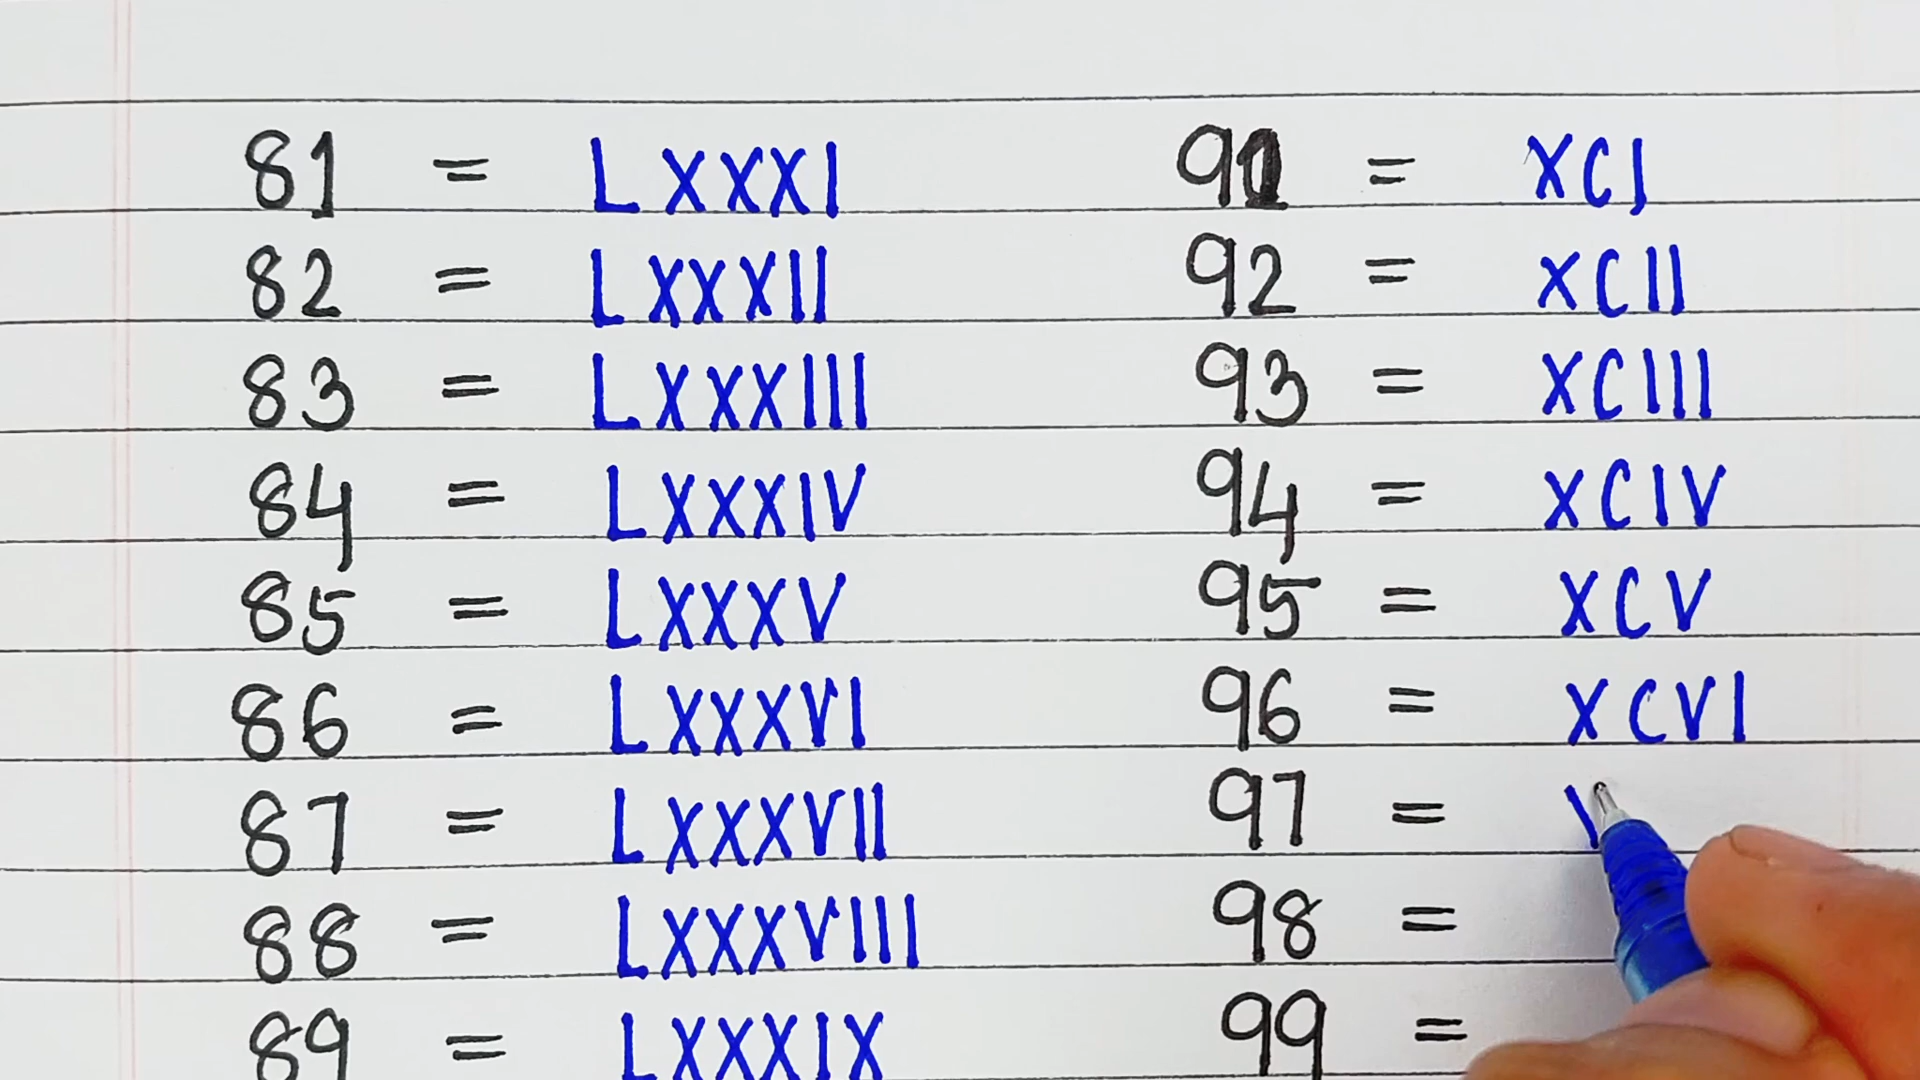 81 = LXXXI 91 = XCI
82 = LXXXII 92 = XCII
83 = LXXXIII 93 = XCIII
84 = LXXXIV 94 = XCIV
85 = LXXXV 95 = XCV
86 = LXXXVI 96 = XCVI
87 = LXXXVII 97 =
88 = LXXXVIII 98 =
89 = LXXXIX 99 =